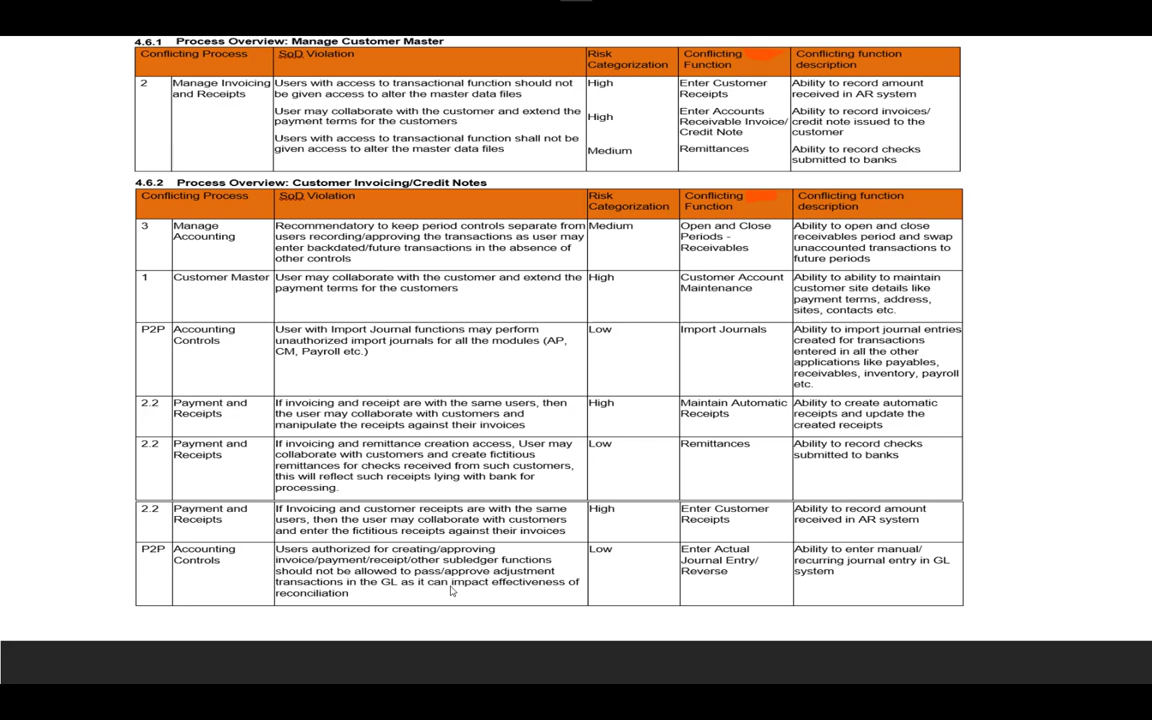 4.6.1 Process Overview: Manage Customer Master
Conflicting Process SoD Violation Risk Categorization Conflicting Function Conflicting function description
2 Manage Invoicing and Receipts
Users with access to transactional function should not
be given access to alter the master data files
High
Enter Customer
Receipts
Ability to record amount
received in AR system
User may collaborate with the customer and extend the
payment terms for the customers
High
Enter Accounts
Receivable Invoice/
Credit Note
Ability to record invoices/
credit note issued to the
customer
Users with access to transactional function shall not be
given access to alter the master data files
Medium
Remittances
Ability to record checks
submitted to banks
4.6.2 Process Overview: Customer Invoicing/Credit Notes
Conflicting Process SoD Violation Risk Categorization Conflicting Function Conflicting function description
3 Manage
Accounting
Recommendatory to keep period controls separate from
users recording/approving the transactions as user may
enter backdated/future transactions in the absence of
other controls
Medium
Open and Close
Periods -
Receivables
Ability to open and close
receivables period and swap
unaccounted transactions to
future periods
1 Customer Master
User may collaborate with the customer and extend the
payment terms for the customers
High
Customer Account
Maintenance
Ability to ability to maintain
customer site details like
payment terms, address,
sites, contacts etc.
P2P Accounting
Controls
User with Import Journal functions may perform
unauthorized import journals for all the modules (AP,
CM, Payroll etc.)
Low
Import Journals
Ability to import journal entries
created for transactions
entered in all the other
applications like payables,
receivables, inventory, payroll
etc.
2.2 Payment and
Receipts
If invoicing and receipt are with the same users, then
the user may collaborate with customers and
manipulate the receipts against their invoices
High
Maintain Automatic
Receipts
Ability to create automatic
receipts and update the
created receipts
2.2 Payment and
Receipts
If invoicing and remittance creation access, User may
collaborate with customers and create fictitious
remittances for checks received from such customers,
this will reflect such receipts lying with bank for
processing.
Low
Remittances
Ability to record checks
submitted to banks
2.2 Payment and
Receipts
If Invoicing and customer receipts are with the same
users, then the user may collaborate with customers
and enter the fictitious receipts against their invoices
High
Enter Customer
Receipts
Ability to record amount
received in AR system
P2P Accounting
Controls
Users authorized for creating/approving
invoice/payment/receipt/other subledger functions
should not be allowed to pass/approve adjustment
transactions in the GL as it can impact effectiveness of
reconciliation
Low
Enter Actual
Journal Entry/
Reverse
Ability to enter manual/
recurring journal entry in GL
system